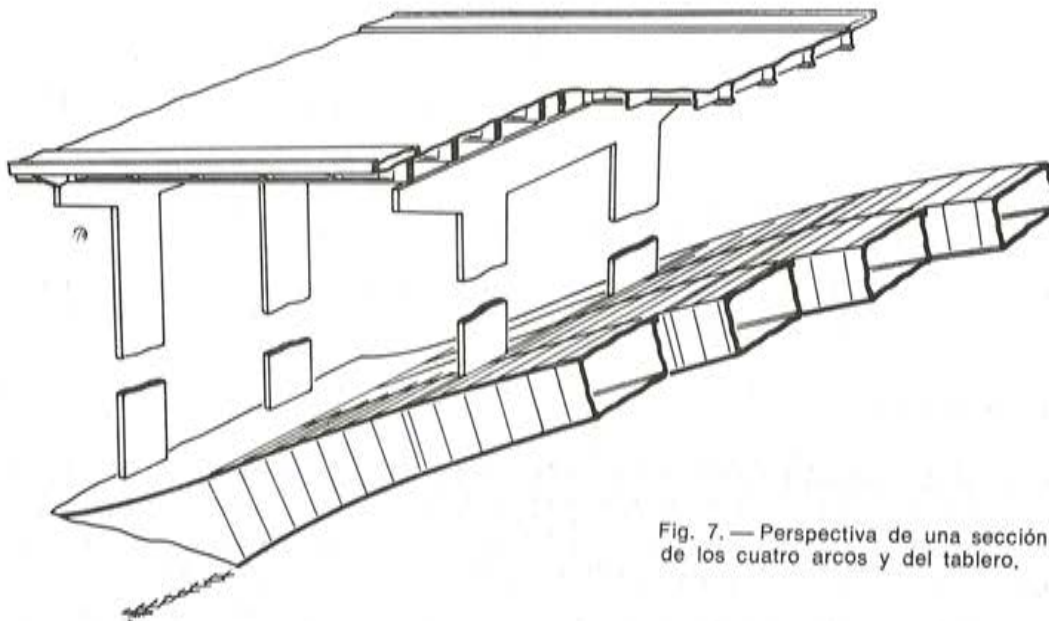 Fig. 7. — Perspectiva de una sección
de los cuatro arcos y del tablero.